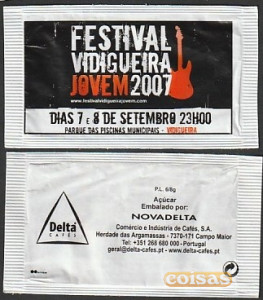 FESTIVAL
VIDIGUEIRA
JOVEM 2007
www.festivalvidigueirajovem.com
DIAS 7 E 8 DE SETEMBRO 23H00
PARQUE DAS PISCINAS MUNICIPAIS - VIDIGUEIRA
P.L. 6/8g
Açúcar
Embalado por:
NOVADELTA
Comércio e Indústria de Cafés, S.A.
Herdade das Argamassas - 7370-171 Campo Maior
Tel: +351 268 680 000 - Portugal
geral@delta-cafes.pt - www.delta-cafes.pt
Delta
CAFÉS
coisas